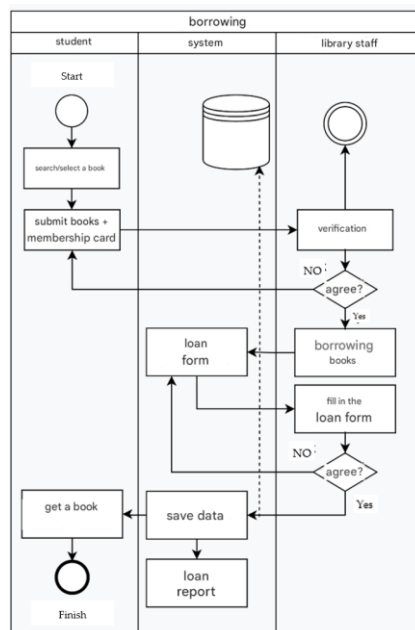 borrowing
student
system
library staff
Start
search/select a book
submit books +
membership card
verification
NO
agree?
Yes
loan
form
borrowing
books
fill in the
loan form
NO
agree?
Yes
get a book
save data
loan
report
Finish